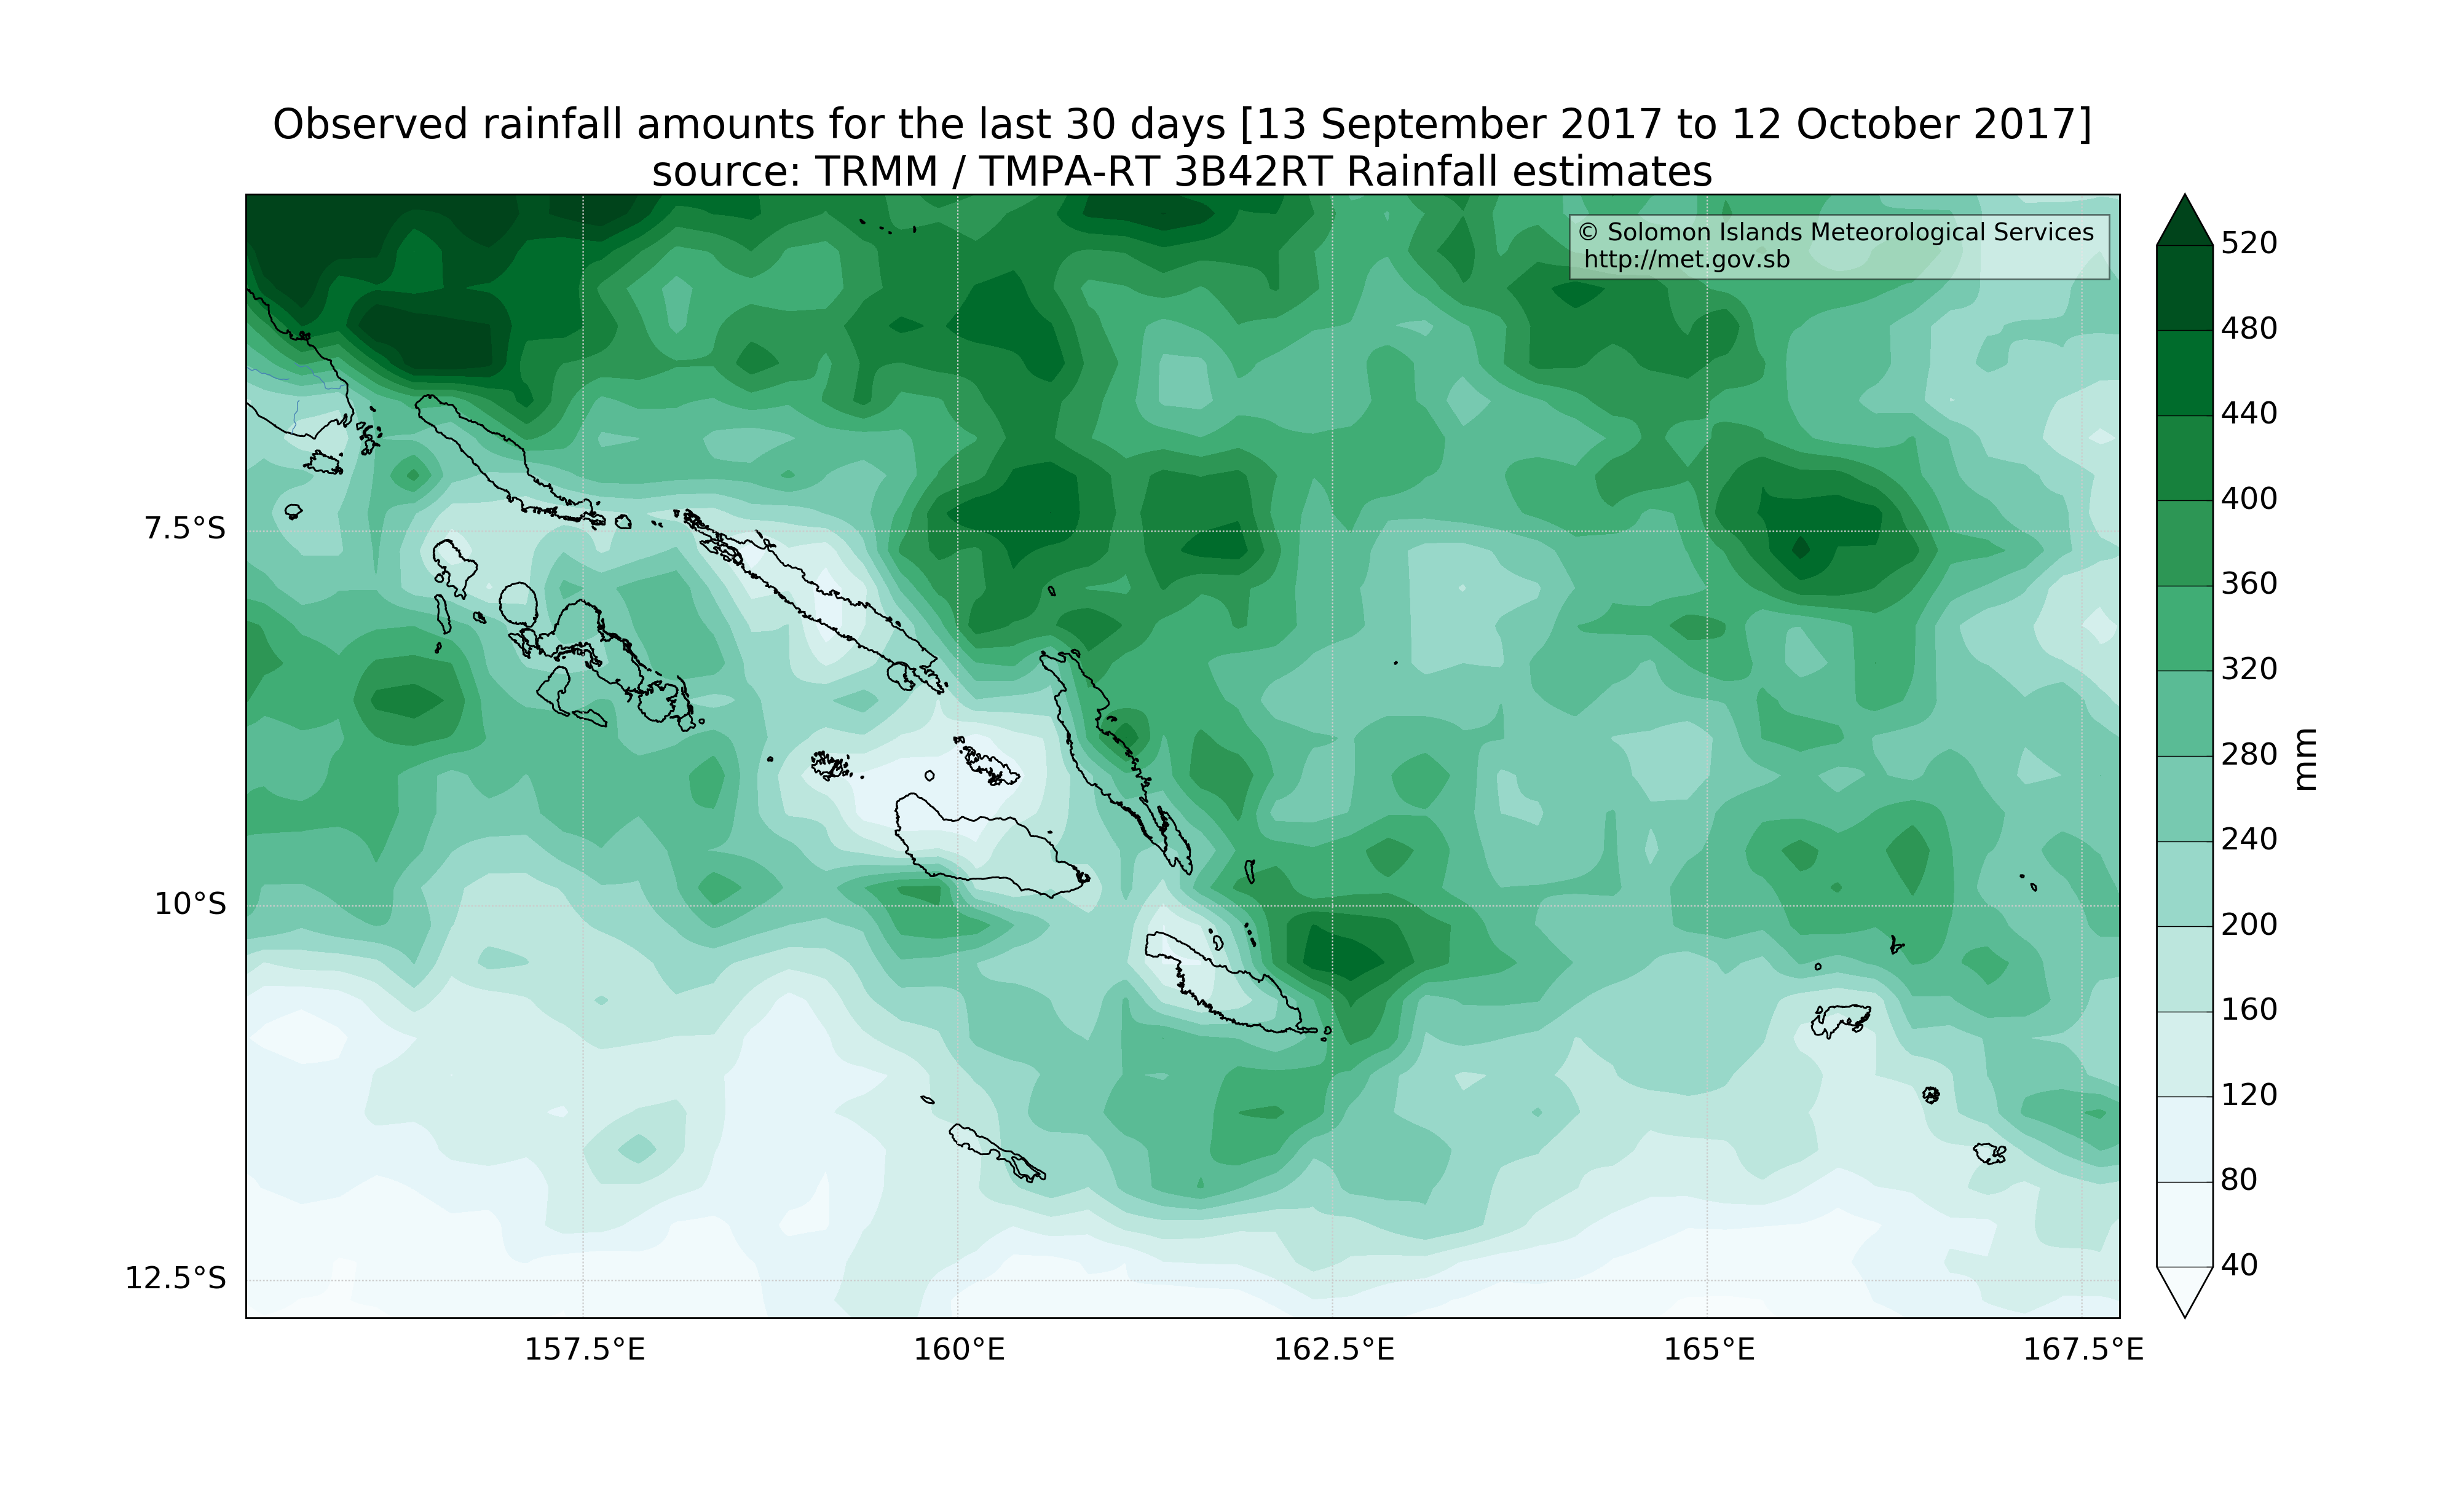 Observed rainfall amounts for the last 30 days [13 September 2017 to 12 October 2017]
source: TRMM / TMPA-RT 3B42RT Rainfall estimates
© Solomon Islands Meteorological Services
http://met.gov.sb
7.5°S
10°S
12.5°S
157.5°E
160°E
162.5°E
165°E
167.5°E
520
480
440
400
360
320
280
240
200
160
120
80
40
mm